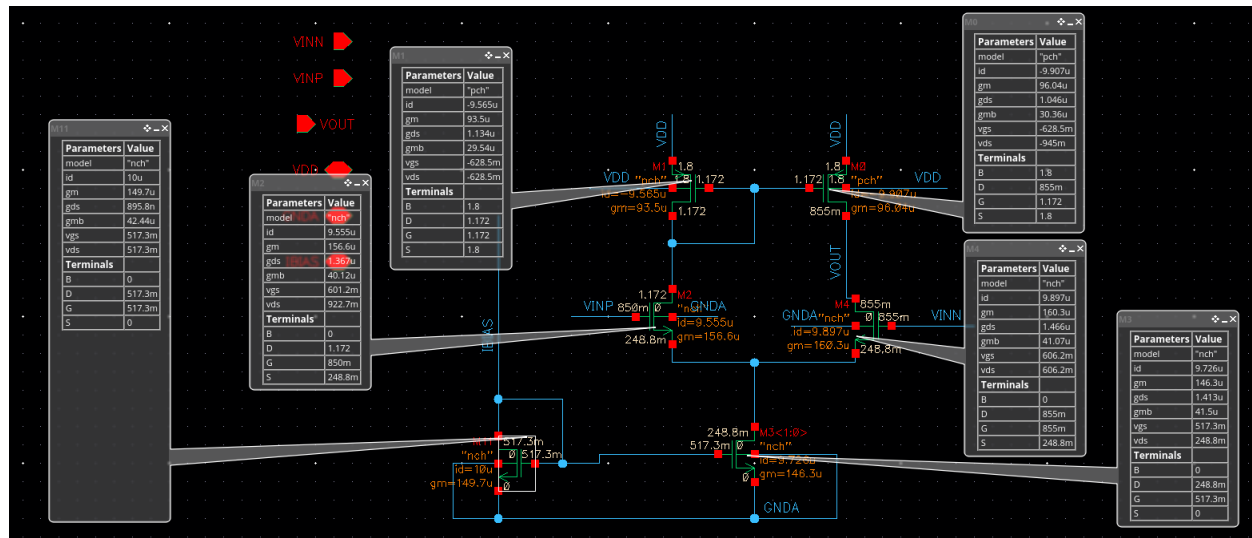 VINN
VINP
VOUT
VDD
GNDA
IBIAS
M11
Parameters Value
model "nch"
id 10u
gm 149.7u
gds 895.8n
gmb 42.44u
vgs 517.3m
vds 517.3m
Terminals
B 0
D 517.3m
G 517.3m
S 0
M2
Parameters Value
model "nch"
id 9.555u
gm 156.6u
gds 1.367u
gmb 40.12u
vgs 601.2m
vds 922.7m
Terminals
B 0
D 1.172
G 850m
S 248.8m
M1
Parameters Value
model "pch"
id -9.565u
gm 93.5u
gds 1.134u
gmb 29.54u
vgs -628.5m
vds -628.5m
Terminals
B 1.8
D 1.172
G 1.172
S 1.8
M0
Parameters Value
model "pch"
id -9.907u
gm 96.04u
gds 1.046u
gmb 30.36u
vgs -628.5m
vds -945m
Terminals
B 1.8
D 855m
G 1.172
S 1.8
M4
Parameters Value
model "nch"
id 9.897u
gm 160.3u
gds 1.466u
gmb 41.07u
vgs 606.2m
vds 606.2m
Terminals
B 0
D 855m
G 855m
S 248.8m
M3
Parameters Value
model "nch"
id 9.726u
gm 146.3u
gds 1.413u
gmb 41.5u
vgs 517.3m
vds 248.8m
Terminals
B 0
D 248.8m
G 517.3m
S 0
VDD
VDD
1.8
M1
VDD 1.8 1.172
"pch"
id=-9.565u
gm=93.5u
1.172
1.8
M0
1.172 1.8 "pch" VDD
id=-9.907u
gm=96.04u
855m
VOUT
1.172
M2
VINP 850m 0 "nch" GNDA
id=9.555u
gm=156.6u
248.8m
855m
M4
GNDA "nch" 0 855m VINN
id=9.897u
gm=160.3u
248.8m
IBIAS
517.3m
M11
"nch" 0 517.3m
id=10u
gm=149.7u
0
248.8m M3<1:0>
517.3m 0 "nch"
id=9.726u
gm=146.3u
0
GNDA